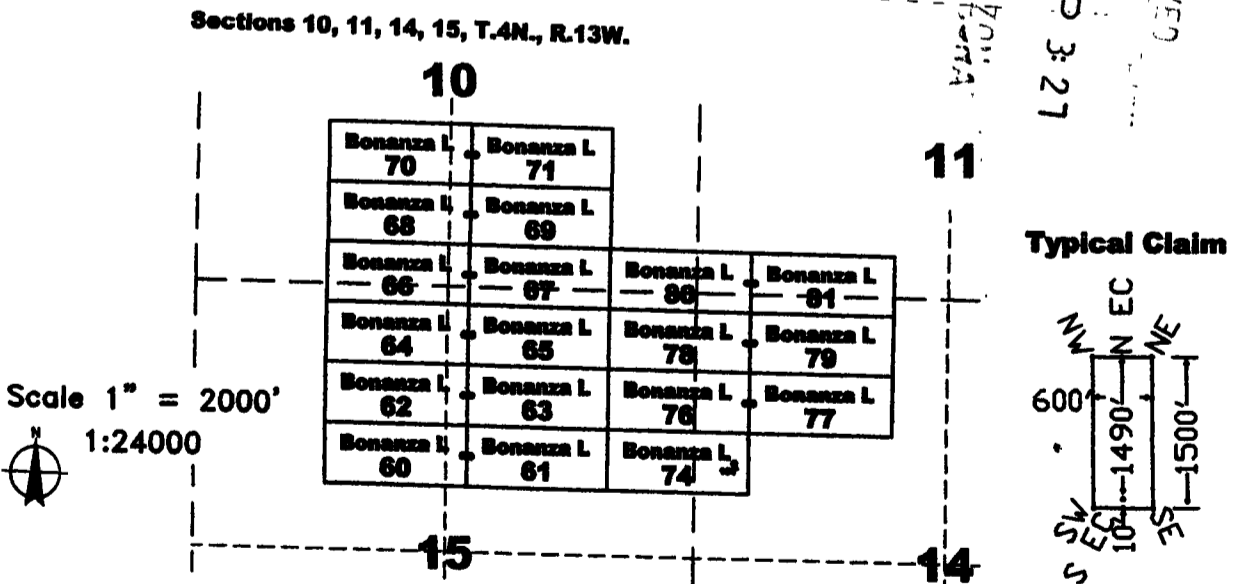 Sections 10, 11, 14, 15, T.4N., R.13W.
3:27
10
11
Bonanza L Bonanza L
70 71
Bonanza L Bonanza L
68 69
Bonanza L Bonanza L Bonanza L Bonanza L
66 67 80 81
Bonanza L Bonanza L Bonanza L Bonanza L
64 65 78 79
Bonanza L Bonanza L Bonanza L Bonanza L
62 63 76 77
Bonanza L Bonanza L Bonanza L
60 61 74
15
14
Scale 1" = 2000'
N
1:24000
Typical Claim
NW
N EC
NE
600'
1490'
1500'
10'
SW
S EC
SE